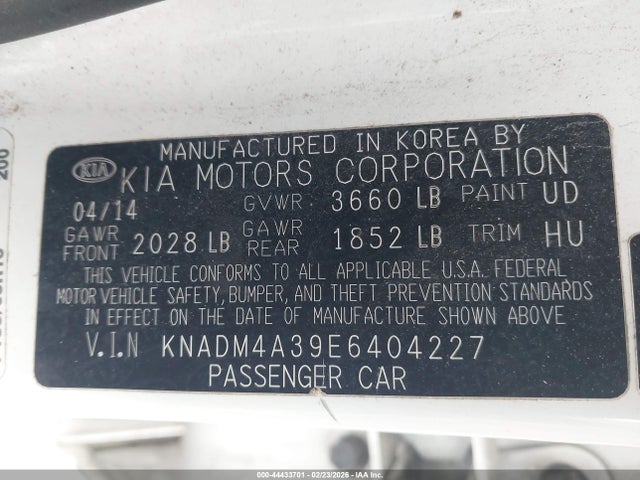 MANUFACTURED IN KOREA BY
KIA KIA MOTORS CORPORATION
04/14 GVWR 3660 LB PAINT UD
GAWR FRONT 2028 LB GAWR REAR 1852 LB TRIM HU
THIS VEHICLE CONFORMS TO ALL APPLICABLE U.S.A. FEDERAL
MOTOR VEHICLE SAFETY, BUMPER, AND THEFT PREVENTION STANDARDS
IN EFFECT ON THE DATE OF MANUFACTURE SHOWN ABOVE
V.I.N KNADM4A39E6404227
PASSENGER CAR
200
000-44433701 - 02/23/2026 - IAAI, Inc.